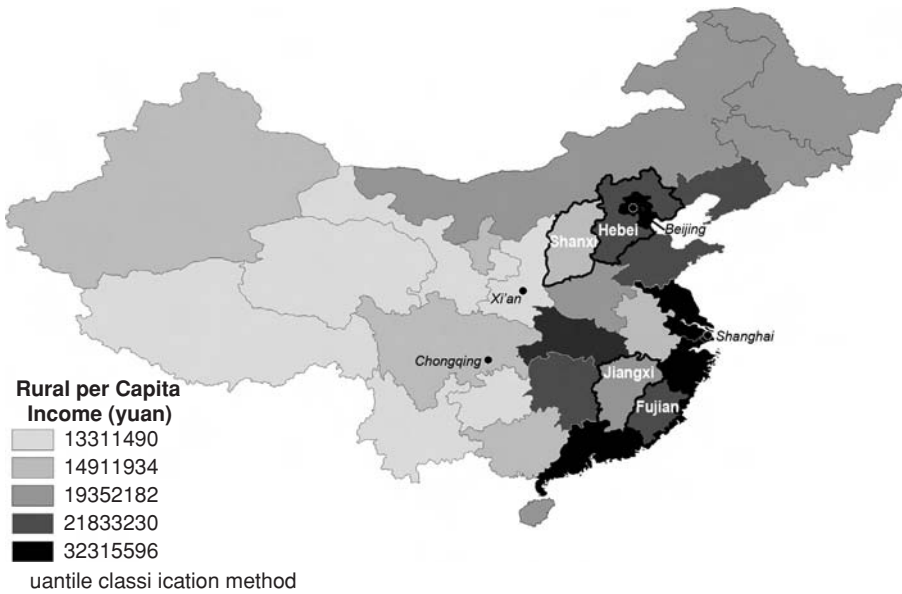 Shanxi
Hebei
Beijing
Xi'an
Shanghai
Chongqing
Jiangxi
Fujian
Rural per Capita
Income (yuan)
13311490
14911934
19352182
21833230
32315596
uantile classi ication method